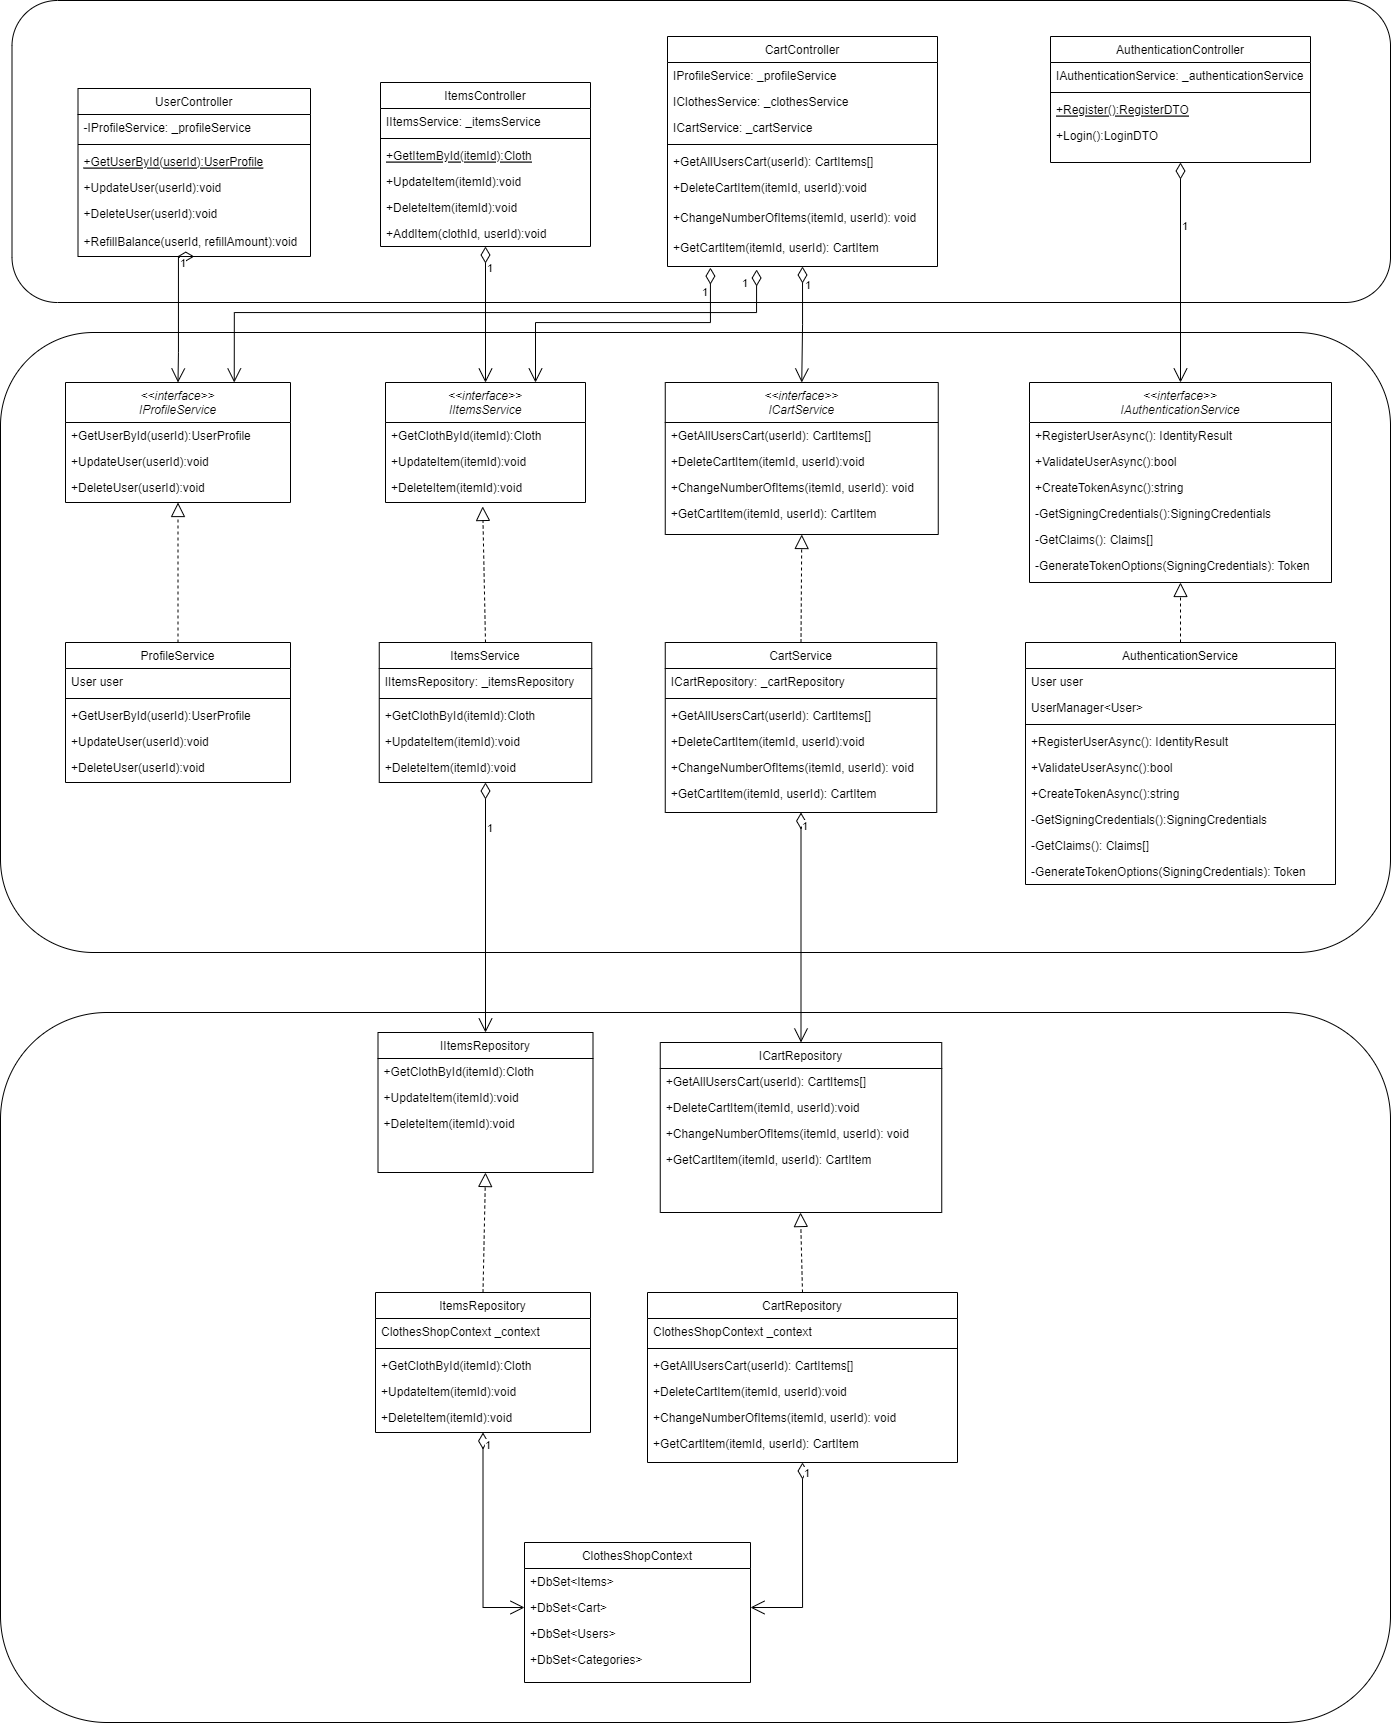 UserController
-IProfileService: _profileService
+GetUserById(userId):UserProfile
+UpdateUser(userId):void
+DeleteUser(userId):void
+RefillBalance(userId, refillAmount):void
1
ItemsController
IItemsService: _itemsService
+GetItemById(itemId):Cloth
+UpdateItem(itemId):void
+DeleteItem(itemId):void
+AddItem(clothId, userId):void
1
CartController
IProfileService: _profileService
IClothesService: _clothesService
ICartService: _cartService
+GetAllUsersCart(userId): CartItems[]
+DeleteCartItem(itemId, userId):void
+ChangeNumberOfItems(itemId, userId): void
+GetCartItem(itemId, userId): CartItem
1
1
1
AuthenticationController
IAuthenticationService: _authenticationService
+Register():RegisterDTO
+Login():LoginDTO
1
<<interface>>
IProfileService
+GetUserById(userId):UserProfile
+UpdateUser(userId):void
+DeleteUser(userId):void
<<interface>>
IItemsService
+GetClothById(itemId):Cloth
+UpdateItem(itemId):void
+DeleteItem(itemId):void
<<interface>>
ICartService
+GetAllUsersCart(userId): CartItems[]
+DeleteCartItem(itemId, userId):void
+ChangeNumberOfItems(itemId, userId): void
+GetCartItem(itemId, userId): CartItem
<<interface>>
IAuthenticationService
+RegisterUserAsync(): IdentityResult
+ValidateUserAsync():bool
+CreateTokenAsync():string
-GetSigningCredentials():SigningCredentials
-GetClaims(): Claims[]
-GenerateTokenOptions(SigningCredentials): Token
ProfileService
User user
+GetUserById(userId):UserProfile
+UpdateUser(userId):void
+DeleteUser(userId):void
ItemsService
IItemsRepository: _itemsRepository
+GetClothById(itemId):Cloth
+UpdateItem(itemId):void
+DeleteItem(itemId):void
1
CartService
ICartRepository: _cartRepository
+GetAllUsersCart(userId): CartItems[]
+DeleteCartItem(itemId, userId):void
+ChangeNumberOfItems(itemId, userId): void
+GetCartItem(itemId, userId): CartItem
1
AuthenticationService
User user
UserManager<User>
+RegisterUserAsync(): IdentityResult
+ValidateUserAsync():bool
+CreateTokenAsync():string
-GetSigningCredentials():SigningCredentials
-GetClaims(): Claims[]
-GenerateTokenOptions(SigningCredentials): Token
IItemsRepository
+GetClothById(itemId):Cloth
+UpdateItem(itemId):void
+DeleteItem(itemId):void
ICartRepository
+GetAllUsersCart(userId): CartItems[]
+DeleteCartItem(itemId, userId):void
+ChangeNumberOfItems(itemId, userId): void
+GetCartItem(itemId, userId): CartItem
ItemsRepository
ClothesShopContext _context
+GetClothById(itemId):Cloth
+UpdateItem(itemId):void
+DeleteItem(itemId):void
1
CartRepository
ClothesShopContext _context
+GetAllUsersCart(userId): CartItems[]
+DeleteCartItem(itemId, userId):void
+ChangeNumberOfItems(itemId, userId): void
+GetCartItem(itemId, userId): CartItem
1
ClothesShopContext
+DbSet<Items>
+DbSet<Cart>
+DbSet<Users>
+DbSet<Categories>